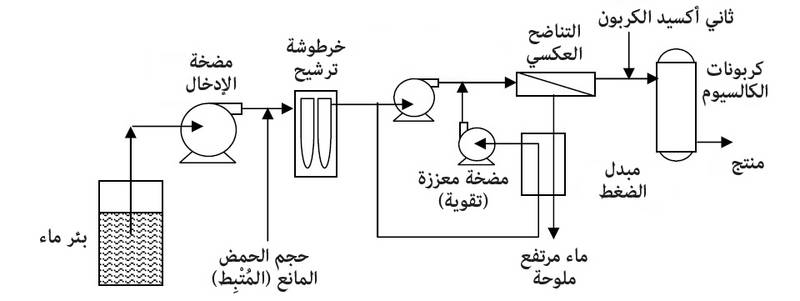 ثاني أكسيد الكربون
التناضح
العكسي
خرطوشة
ترشيح
مضخة
الإدخال
كربونات
الكالسيوم
منتج
مبدل
الضغط
مضخة معززة
(تقوية)
بئر ماء
حجم الحمض
المانع (المُثْبِط)
ماء مرتفع
ملوحة